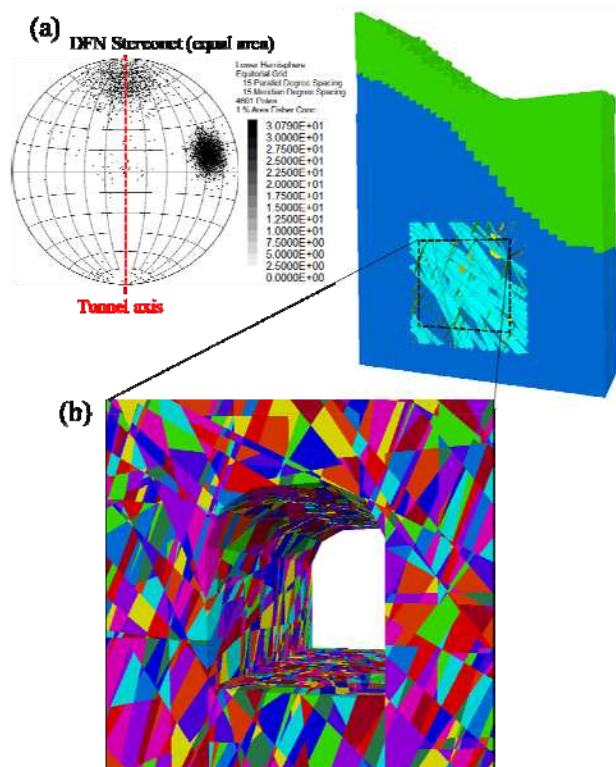 (a)
DFN Stereonet (equal area)
Lower Hemisphere
Equitorial Grid
15 Parallel Degree Spacing
15 Meridian Degree Spacing
4601 Poles
1 % Area Fisher Conc.
3.0790E+01
3.0000E+01
2.7500E+01
2.5000E+01
2.2500E+01
2.0000E+01
1.7500E+01
1.5000E+01
1.2500E+01
1.0000E+01
7.5000E+00
5.0000E+00
2.5000E+00
0.0000E+00
Tunnel axis
(b)